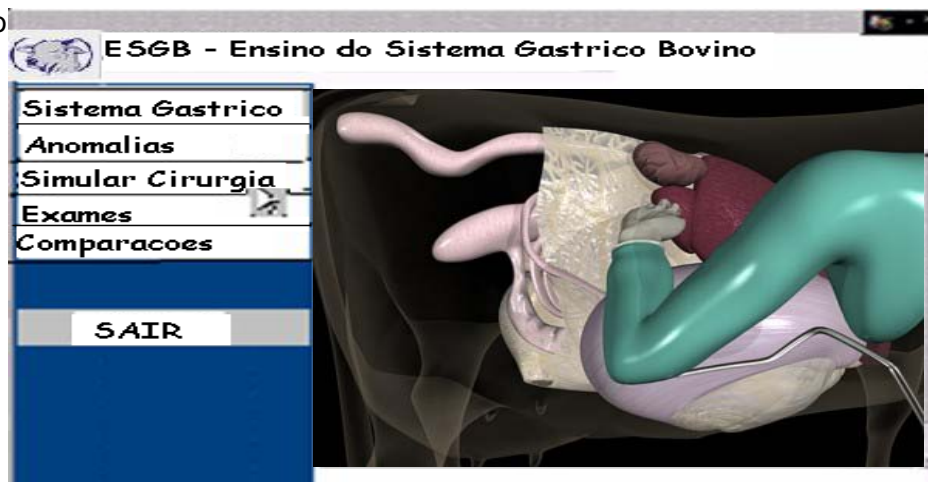 ESGB - Ensino do Sistema Gastrico Bovino
Sistema Gastrico
Anomalias
Simular Cirurgia
Exames
Comparacoes
SAIR